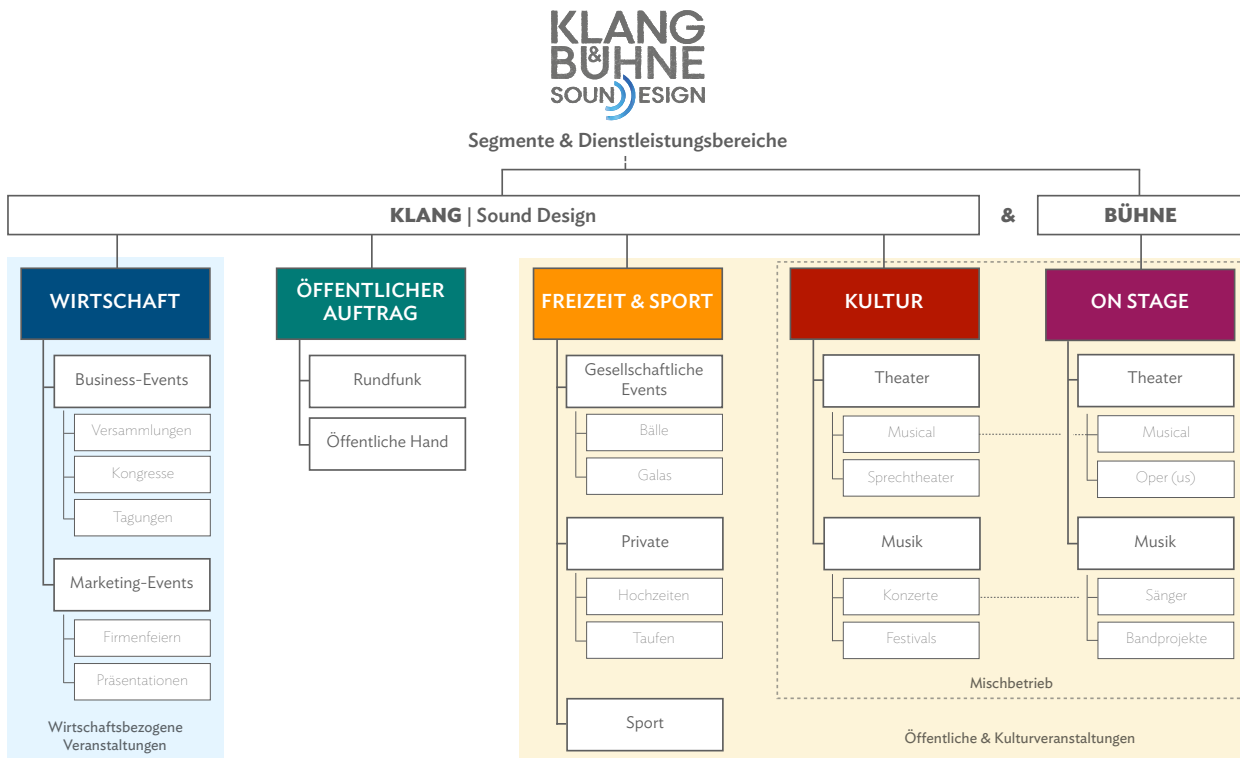 KLANG
&
BÜHNE
SOUNDESIGN
Segmente & Dienstleistungsbereiche
KLANG | Sound Design
&
BÜHNE
WIRTSCHAFT
Business-Events
Versammlungen
Kongresse
Tagungen
Marketing-Events
Firmenfeiern
Präsentationen
Wirtschaftsbezogene
Veranstaltungen
ÖFFENTLICHER
AUFTRAG
Rundfunk
Öffentliche Hand
FREIZEIT & SPORT
Gesellschaftliche
Events
Bälle
Galas
Private
Hochzeiten
Taufen
Sport
KULTUR
Theater
Musical
Sprechtheater
Musik
Konzerte
Festivals
ON STAGE
Theater
Musical
Oper (us)
Musik
Sänger
Bandprojekte
Mischbetrieb
Öffentliche & Kulturveranstaltungen